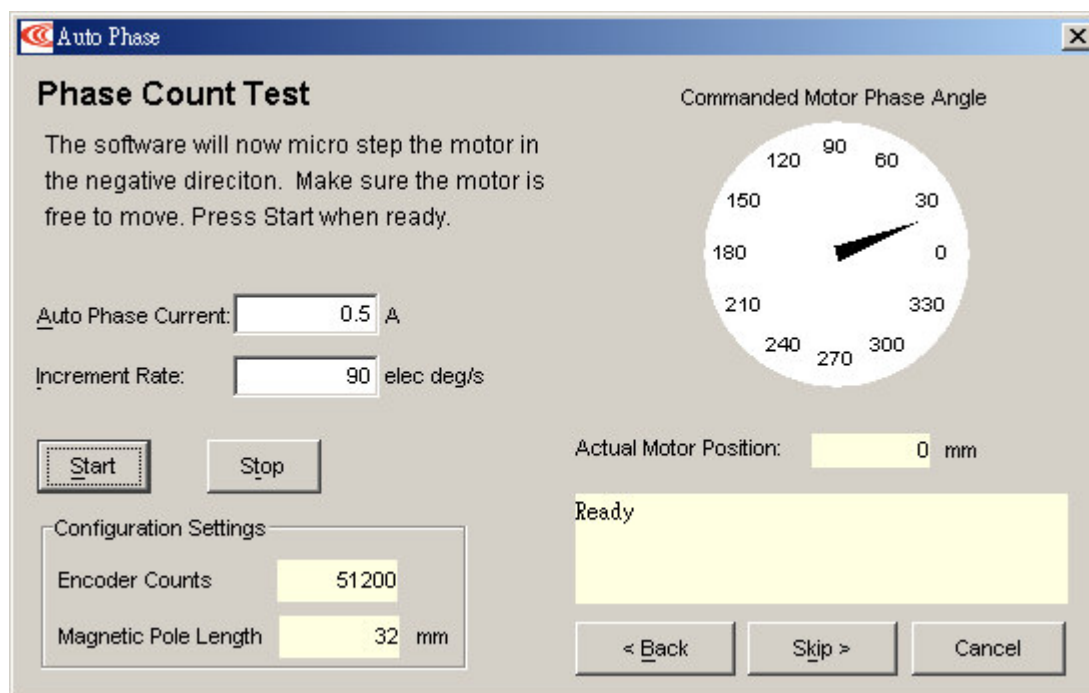 Auto Phase
Phase Count Test
The software will now micro step the motor in
the negative direciton. Make sure the motor is
free to move. Press Start when ready.
Auto Phase Current: 0.5 A
Increment Rate: 90 elec deg/s
Start Stop
Configuration Settings
Encoder Counts 51200
Magnetic Pole Length 32 mm
Commanded Motor Phase Angle
90
120 60
150 30
180 0
210 330
240 300
270
Actual Motor Position: 0 mm
Ready
< Back Skip > Cancel